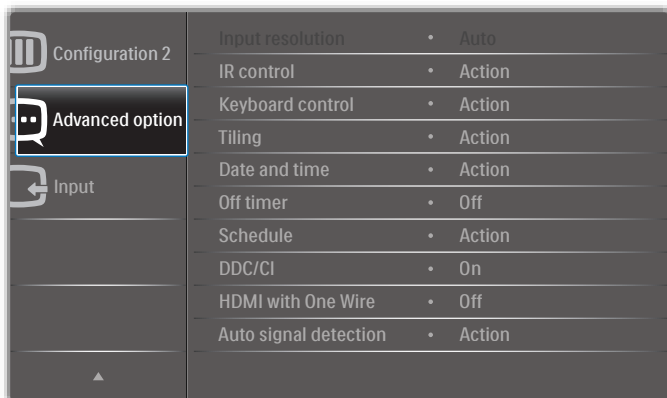 Configuration 2
Advanced option
Input
Input resolution • Auto
IR control • Action
Keyboard control • Action
Tiling • Action
Date and time • Action
Off timer • Off
Schedule • Action
DDC/CI • On
HDMI with One Wire • Off
Auto signal detection • Action